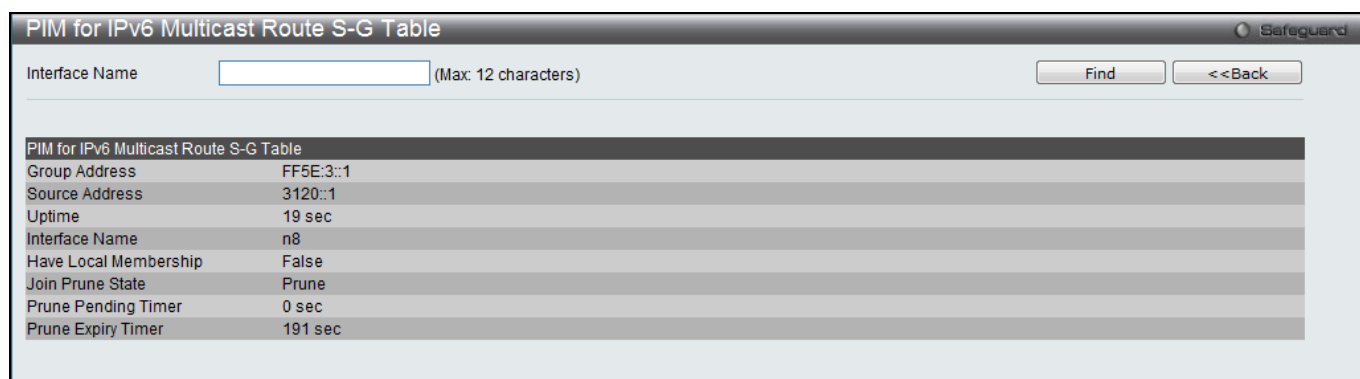 PIM for IPv6 Multicast Route S-G Table Safeguard
Interface Name (Max: 12 characters) Find <<Back
PIM for IPv6 Multicast Route S-G Table
Group Address FF5E:3::1
Source Address 3120::1
Uptime 19 sec
Interface Name n8
Have Local Membership False
Join Prune State Prune
Prune Pending Timer 0 sec
Prune Expiry Timer 191 sec